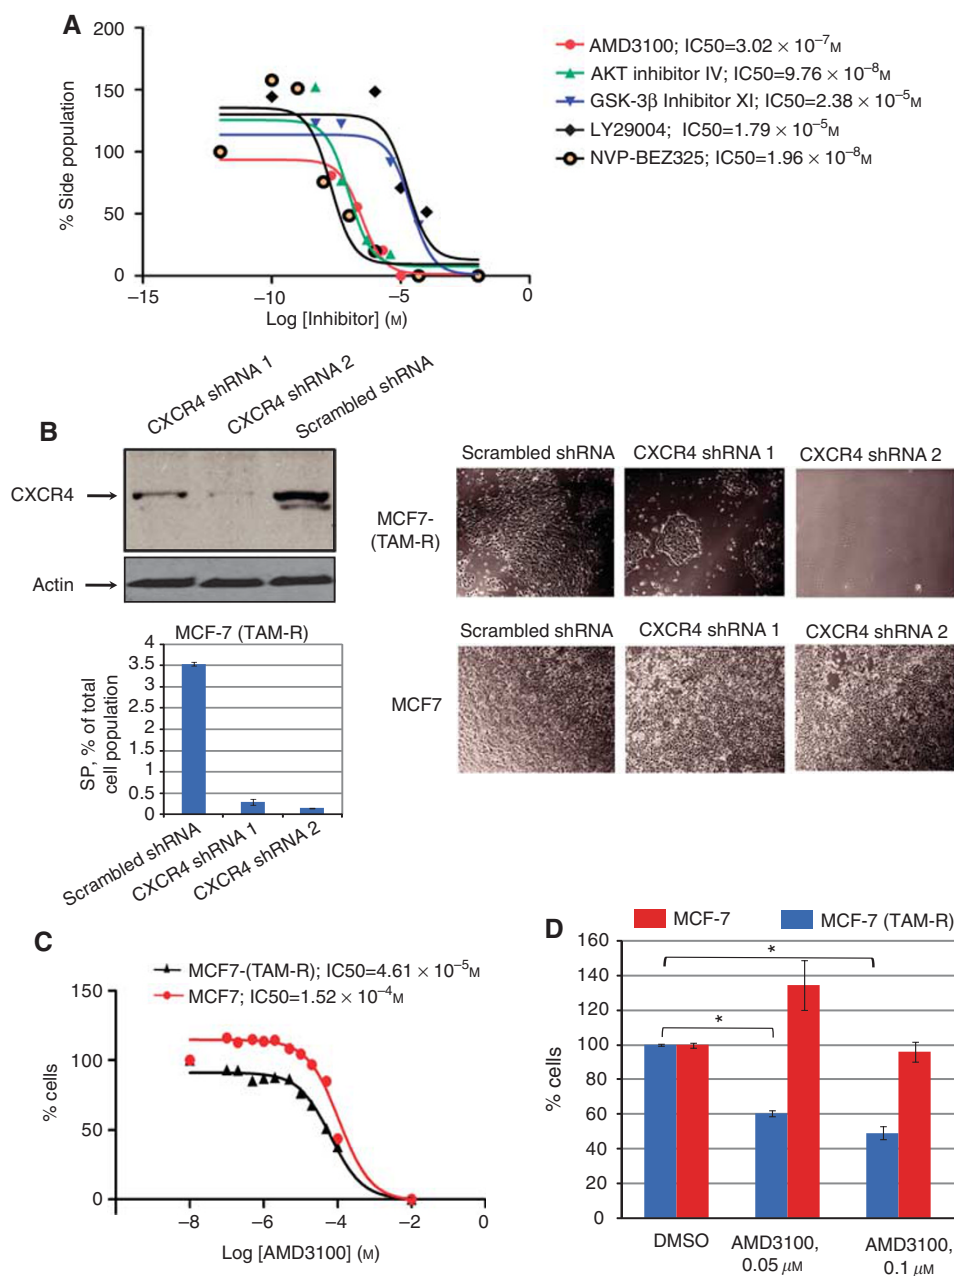 A
200
150
100
50
0
% Side population
–15
–10
–5
0
Log [Inhibitor] (M)
AMD3100; IC50=3.02 × 10–7M
AKT inhibitor IV; IC50=9.76 × 10–8M
GSK-3β Inhibitor XI; IC50=2.38 × 10–5M
LY29004; IC50=1.79 × 10–5M
NVP-BEZ325; IC50=1.96 × 10–8M
B
CXCR4 shRNA 1
CXCR4 shRNA 2
Scrambled shRNA
CXCR4
Actin
MCF-7 (TAM-R)
4
3.5
3
2.5
2
1.5
1
0.5
0
SP, % of total
cell population
Scrambled shRNA
CXCR4 shRNA 1
CXCR4 shRNA 2
Scrambled shRNA
CXCR4 shRNA 1
CXCR4 shRNA 2
MCF7-
(TAM-R)
Scrambled shRNA
CXCR4 shRNA 1
CXCR4 shRNA 2
MCF7
C
MCF7-(TAM-R); IC50=4.61 × 10–5M
MCF7; IC50=1.52 × 10–4M
150
100
50
0
% cells
–8
–6
–4
–2
0
Log [AMD3100] (M)
D
MCF-7
MCF-7 (TAM-R)
160
140
120
100
80
60
40
20
0
% cells
*
*
DMSO
AMD3100,
0.05 μM
AMD3100,
0.1 μM